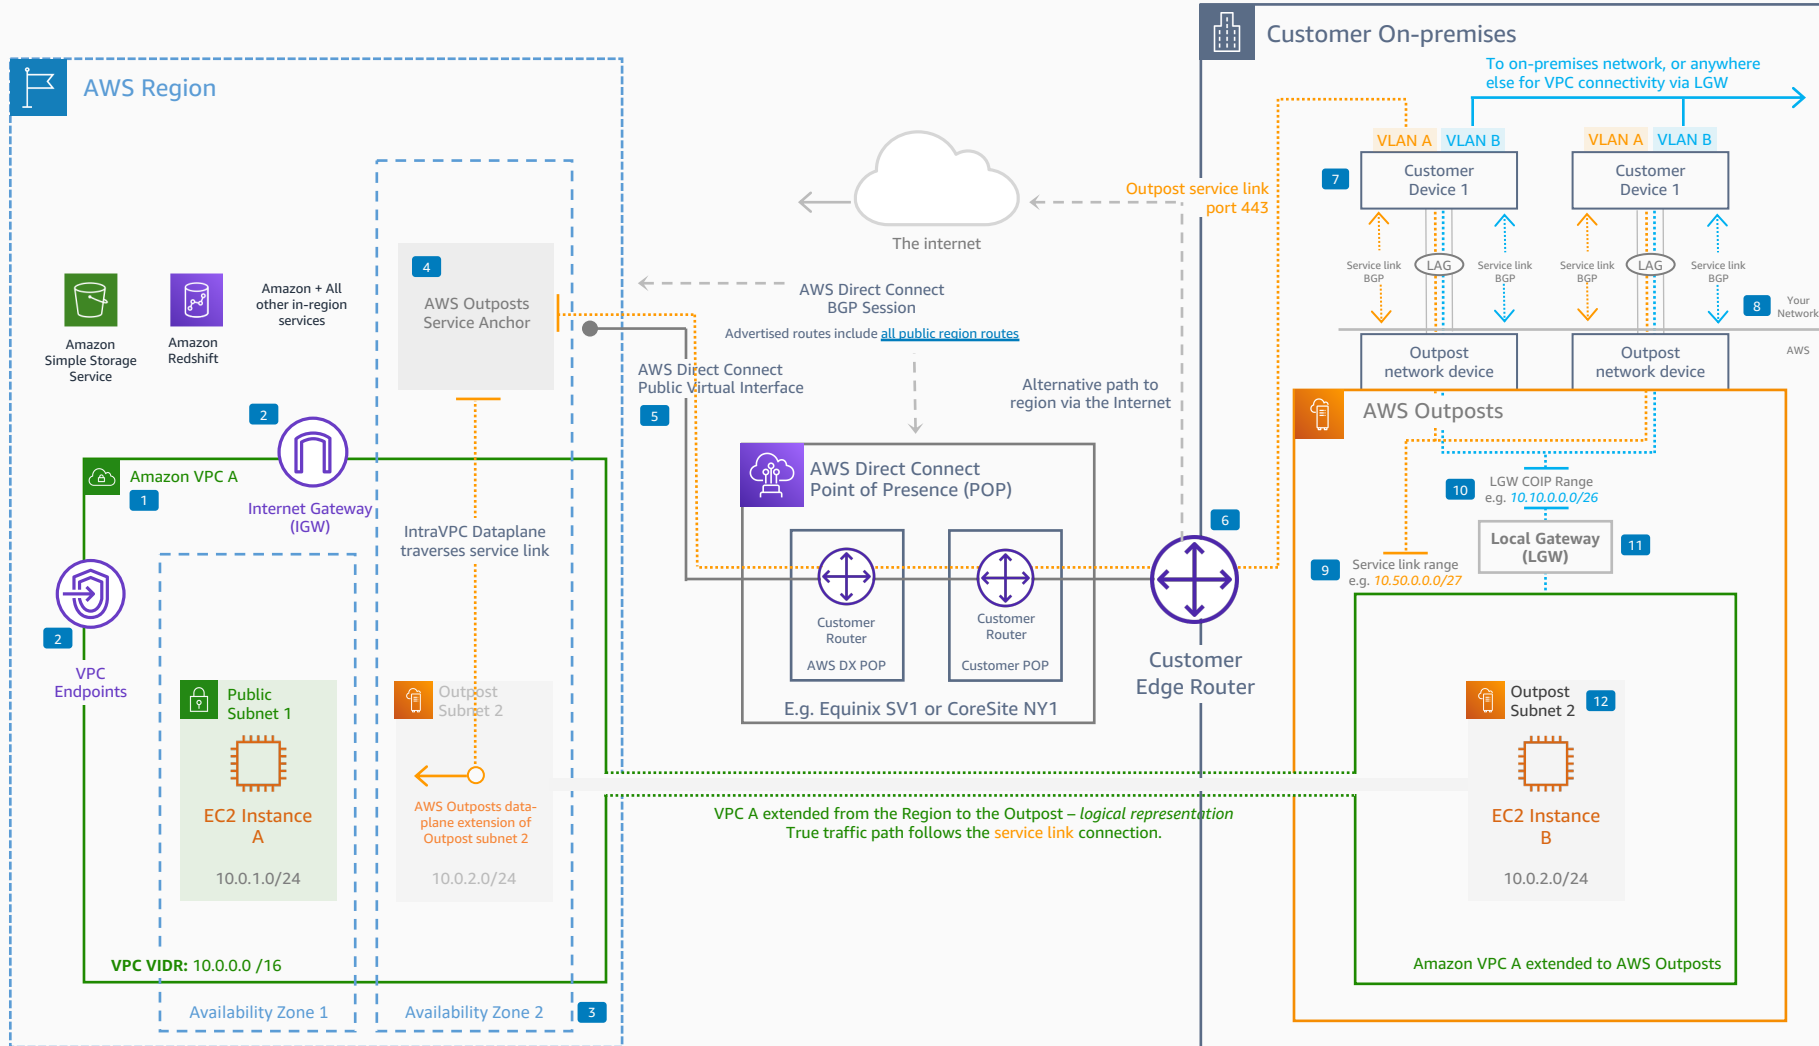 Customer On-premises
To on-premises network, or anywhere
else for VPC connectivity via LGW
AWS Region
VLAN A
VLAN B
VLAN A
VLAN B
7
Customer
Device 1
Customer
Device 1
Outpost service link
port 443
The internet
Service link
BGP
LAG
Service link
BGP
Service link
BGP
LAG
Service link
BGP
8
Your
Network
AWS
4
AWS Outposts
Service Anchor
Amazon
Simple Storage
Service
Amazon
Redshift
Amazon + All
other in-region
services
AWS Direct Connect
BGP Session
Advertised routes include all public region routes
AWS Direct Connect
Public Virtual Interface
5
Alternative path to
region via the Internet
Outpost
network device
Outpost
network device
AWS Outposts
2
Amazon VPC A
1
Internet Gateway
(IGW)
IntraVPC Dataplane
traverses service link
AWS Direct Connect
Point of Presence (POP)
6
10
LGW COIP Range
e.g. 10.10.0.0.0/26
Local Gateway
(LGW)
11
9
Service link range
e.g. 10.50.0.0.0/27
2
VPC
Endpoints
Customer
Router
AWS DX POP
Customer
Router
Customer POP
E.g. Equinix SV1 or CoreSite NY1
Customer
Edge Router
Public
Subnet 1
EC2 Instance
A
10.0.1.0/24
Outpost
Subnet 2
AWS Outposts data-
plane extension of
Outpost subnet 2
10.0.2.0/24
VPC A extended from the Region to the Outpost – logical representation
True traffic path follows the service link connection.
Outpost
Subnet 2
12
EC2 Instance
B
10.0.2.0/24
VPC VIDR: 10.0.0.0 /16
Amazon VPC A extended to AWS Outposts
Availability Zone 1
Availability Zone 2
3